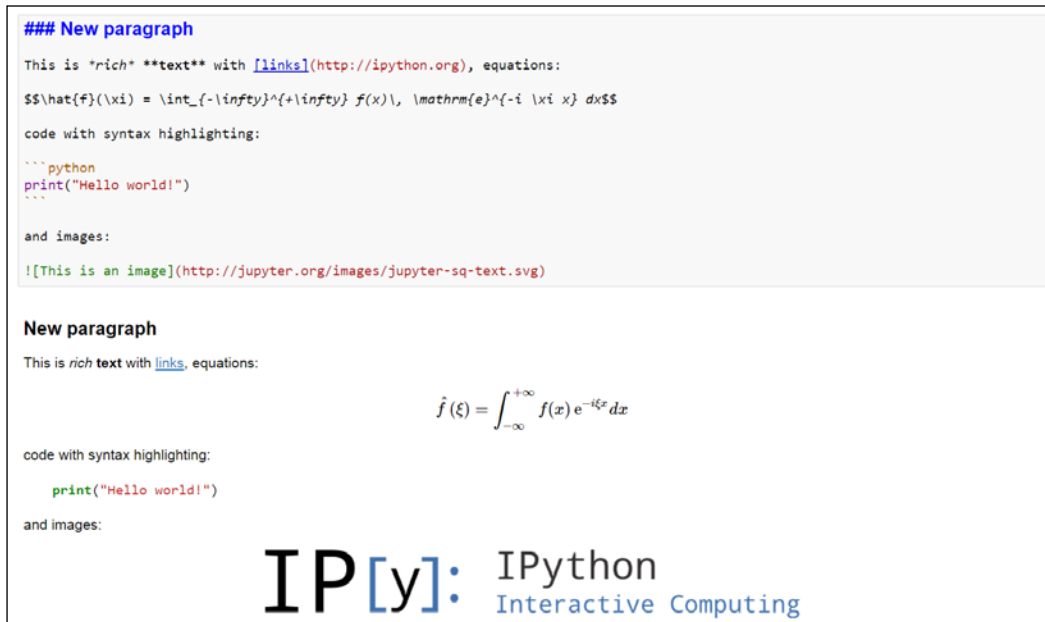 ### New paragraph
This is *rich* **text** with [links](http://ipython.org), equations:
$$\hat{f}(\xi) = \int_{-\infty}^{+\infty} f(x)\, \mathrm{e}^{-i \xi x} dx$$
code with syntax highlighting:
```python
print("Hello world!")
```
and images:
![This is an image](http://jupyter.org/images/jupyter-sq-text.svg)
New paragraph
This is rich text with links, equations:
f̂ (ξ) = ∫_{−∞}^{+∞} f(x) e^{−iξx} dx
code with syntax highlighting:
print("Hello world!")
and images:
IP[y]: IPython
Interactive Computing